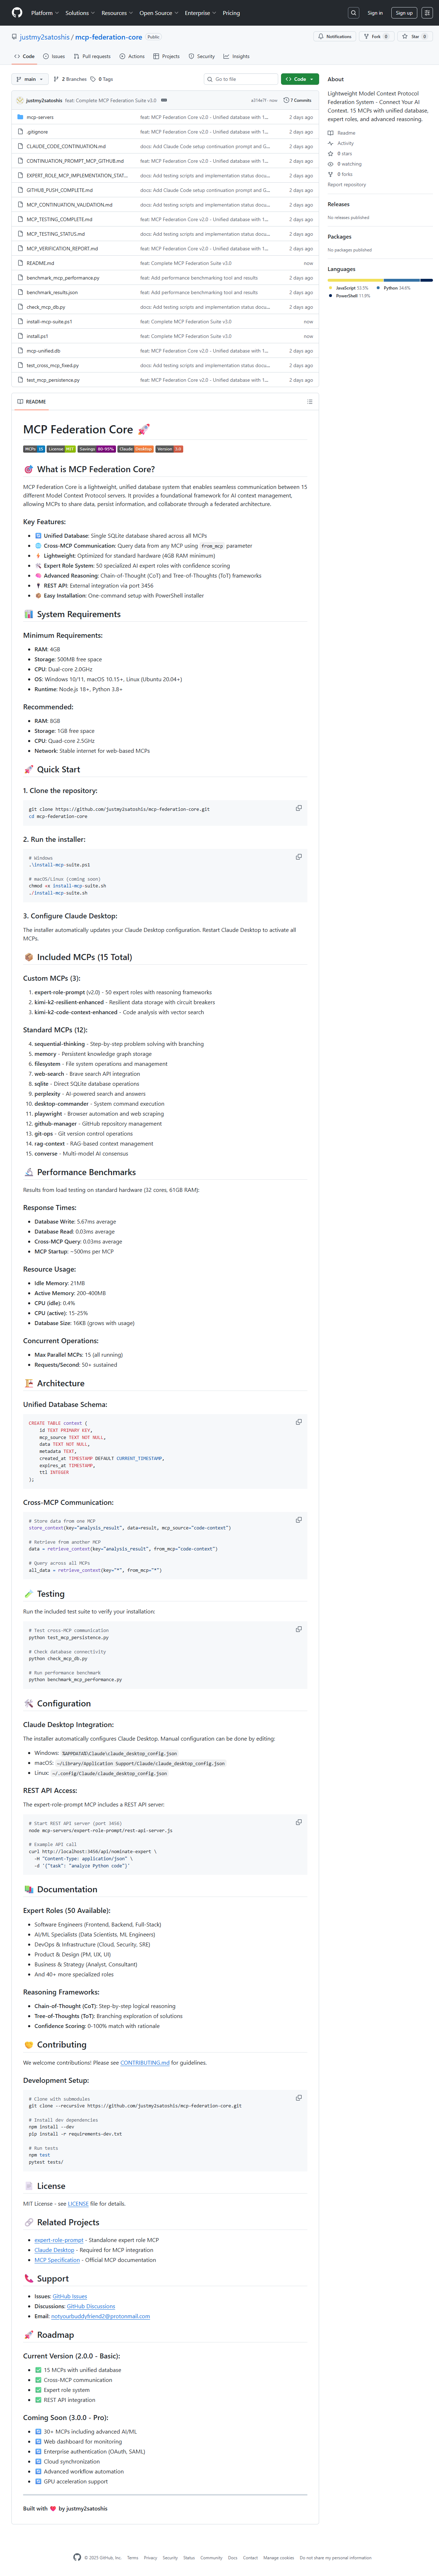 Platform Solutions Resources Open Source Enterprise Pricing Sign in Sign up
justmy2satoshis / mcp-federation-core Public Notifications Fork 0 Star 0
Code Issues Pull requests Actions Projects Security Insights
main 2 Branches 0 Tags Go to file Code
justmy2satoshis feat: Complete MCP Federation Suite v3.0 now 7 Commits
mcp-servers feat: MCP Federation Core v2.0 - Unified database with 1… 2 days ago
.gitignore feat: MCP Federation Core v2.0 - Unified database with 1… 2 days ago
CLAUDE_CODE_CONTINUATION.md docs: Add Claude Code setup continuation prompt and G… 2 days ago
CONTINUATION_PROMPT_MCP_GITHUB.md feat: MCP Federation Core v2.0 - Unified database with 1… 2 days ago
EXPERT_ROLE_MCP_IMPLEMENTATION_STAT… docs: Add testing scripts and implementation status docu… 2 days ago
GITHUB_PUSH_COMPLETE.md docs: Add Claude Code setup continuation prompt and G… 2 days ago
MCP_CONTINUATION_VALIDATION.md docs: Add testing scripts and implementation status docu… 2 days ago
MCP_TESTING_COMPLETE.md feat: MCP Federation Core v2.0 - Unified database with 1… 2 days ago
MCP_TESTING_STATUS.md docs: Add testing scripts and implementation status docu… 2 days ago
MCP_VERIFICATION_REPORT.md feat: MCP Federation Core v2.0 - Unified database with 1… 2 days ago
README.md feat: Complete MCP Federation Suite v3.0 now
benchmark_mcp_performance.py feat: Add performance benchmarking tool and results 2 days ago
benchmark_results.json feat: Add performance benchmarking tool and results 2 days ago
check_mcp_db.py docs: Add testing scripts and implementation status docu… 2 days ago
install-mcp-suite.ps1 feat: Complete MCP Federation Suite v3.0 now
install.ps1 feat: Complete MCP Federation Suite v3.0 now
mcp-unified.db feat: MCP Federation Core v2.0 - Unified database with 1… 2 days ago
test_cross_mcp_fixed.py docs: Add testing scripts and implementation status docu… 2 days ago
test_mcp_persistence.py feat: MCP Federation Core v2.0 - Unified database with 1… 2 days ago
About
Lightweight Model Context Protocol
Federation System - Connect Your AI
Context. 15 MCPs with unified database,
expert roles, and advanced reasoning.
Readme
Activity
0 stars
0 watching
0 forks
Report repository
Releases
No releases published
Packages
No packages published
Languages
JavaScript 53.5% Python 34.6%
PowerShell 11.9%
README
MCP Federation Core 🚀
MCPs 15 License MIT Savings 80-95% Claude Desktop Version 3.0
🎯 What is MCP Federation Core?
MCP Federation Core is a lightweight, unified database system that enables seamless communication between 15
different Model Context Protocol servers. It provides a foundational framework for AI context management,
allowing MCPs to share data, persist information, and collaborate through a federated architecture.
Key Features:
Unified Database: Single SQLite database shared across all MCPs
Cross-MCP Communication: Query data from any MCP using from_mcp parameter
Lightweight: Optimized for standard hardware (4GB RAM minimum)
Expert Role System: 50 specialized AI expert roles with confidence scoring
Advanced Reasoning: Chain-of-Thought (CoT) and Tree-of-Thoughts (ToT) frameworks
REST API: External integration via port 3456
Easy Installation: One-command setup with PowerShell installer
📊 System Requirements
Minimum Requirements:
RAM: 4GB
Storage: 500MB free space
CPU: Dual-core 2.0GHz
OS: Windows 10/11, macOS 10.15+, Linux (Ubuntu 20.04+)
Runtime: Node.js 18+, Python 3.8+
Recommended:
RAM: 8GB
Storage: 1GB free space
CPU: Quad-core 2.5GHz
Network: Stable internet for web-based MCPs
🚀 Quick Start
1. Clone the repository:
git clone https://github.com/justmy2satoshis/mcp-federation-core.git
cd mcp-federation-core
2. Run the installer:
# Windows
.\install-mcp-suite.ps1
# macOS/Linux (coming soon)
chmod +x install-mcp-suite.sh
./install-mcp-suite.sh
3. Configure Claude Desktop:
The installer automatically updates your Claude Desktop configuration. Restart Claude Desktop to activate all
MCPs.
📦 Included MCPs (15 Total)
Custom MCPs (3):
1. expert-role-prompt (v2.0) - 50 expert roles with reasoning frameworks
2. kimi-k2-resilient-enhanced - Resilient data storage with circuit breakers
3. kimi-k2-code-context-enhanced - Code analysis with vector search
Standard MCPs (12):
4. sequential-thinking - Step-by-step problem solving with branching
5. memory - Persistent knowledge graph storage
6. filesystem - File system operations and management
7. web-search - Brave search API integration
8. sqlite - Direct SQLite database operations
9. perplexity - AI-powered search and answers
10. desktop-commander - System command execution
11. playwright - Browser automation and web scraping
12. github-manager - GitHub repository management
13. git-ops - Git version control operations
14. rag-context - RAG-based context management
15. converse - Multi-model AI consensus
🔬 Performance Benchmarks
Results from load testing on standard hardware (32 cores, 61GB RAM):
Response Times:
Database Write: 5.67ms average
Database Read: 0.03ms average
Cross-MCP Query: 0.03ms average
MCP Startup: ~500ms per MCP
Resource Usage:
Idle Memory: 21MB
Active Memory: 200-400MB
CPU (idle): 0.4%
CPU (active): 15-25%
Database Size: 16KB (grows with usage)
Concurrent Operations:
Max Parallel MCPs: 15 (all running)
Requests/Second: 50+ sustained
🏗️ Architecture
Unified Database Schema:
CREATE TABLE context (
id TEXT PRIMARY KEY,
mcp_source TEXT NOT NULL,
data TEXT NOT NULL,
metadata TEXT,
created_at TIMESTAMP DEFAULT CURRENT_TIMESTAMP,
expires_at TIMESTAMP,
ttl INTEGER
);
Cross-MCP Communication:
# Store data from one MCP
store_context(key="analysis_result", data=result, mcp_source="code-context")
# Retrieve from another MCP
data = retrieve_context(key="analysis_result", from_mcp="code-context")
# Query across all MCPs
all_data = retrieve_context(key="*", from_mcp="*")
🧪 Testing
Run the included test suite to verify your installation:
# Test cross-MCP communication
python test_mcp_persistence.py
# Check database connectivity
python check_mcp_db.py
# Run performance benchmark
python benchmark_mcp_performance.py
Configuration
Claude Desktop Integration:
The installer automatically configures Claude Desktop. Manual configuration can be done by editing:
Windows: %APPDATA%\Claude\claude_desktop_config.json
macOS: ~/Library/Application Support/Claude/claude_desktop_config.json
Linux: ~/.config/Claude/claude_desktop_config.json
REST API Access:
The expert-role-prompt MCP includes a REST API server:
# Start REST API server (port 3456)
node mcp-servers/expert-role-prompt/rest-api-server.js
# Example API call
curl http://localhost:3456/api/nominate-expert \
-H "Content-Type: application/json" \
-d '{"task": "analyze Python code"}'
📚 Documentation
Expert Roles (50 Available):
Software Engineers (Frontend, Backend, Full-Stack)
AI/ML Specialists (Data Scientists, ML Engineers)
DevOps & Infrastructure (Cloud, Security, SRE)
Product & Design (PM, UX, UI)
Business & Strategy (Analyst, Consultant)
And 40+ more specialized roles
Reasoning Frameworks:
Chain-of-Thought (CoT): Step-by-step logical reasoning
Tree-of-Thoughts (ToT): Branching exploration of solutions
Confidence Scoring: 0-100% match with rationale
🤝 Contributing
We welcome contributions! Please see CONTRIBUTING.md for guidelines.
Development Setup:
# Clone with submodules
git clone --recursive https://github.com/justmy2satoshis/mcp-federation-core.git
# Install dev dependencies
npm install --dev
pip install -r requirements-dev.txt
# Run tests
npm test
pytest tests/
License
MIT License - see LICENSE file for details.
🔗 Related Projects
expert-role-prompt - Standalone expert role MCP
Claude Desktop - Required for MCP integration
MCP Specification - Official MCP documentation
📞 Support
Issues: GitHub Issues
Discussions: GitHub Discussions
Email: notyourbuddyfriend2@protonmail.com
🚀 Roadmap
Current Version (2.0.0 - Basic):
✅ 15 MCPs with unified database
✅ Cross-MCP communication
✅ Expert role system
✅ REST API integration
Coming Soon (3.0.0 - Pro):
30+ MCPs including advanced AI/ML
Web dashboard for monitoring
Enterprise authentication (OAuth, SAML)
Cloud synchronization
Advanced workflow automation
GPU acceleration support
Built with ❤️ by justmy2satoshis
© 2025 GitHub, Inc. Terms Privacy Security Status Community Docs Contact Manage cookies Do not share my personal information